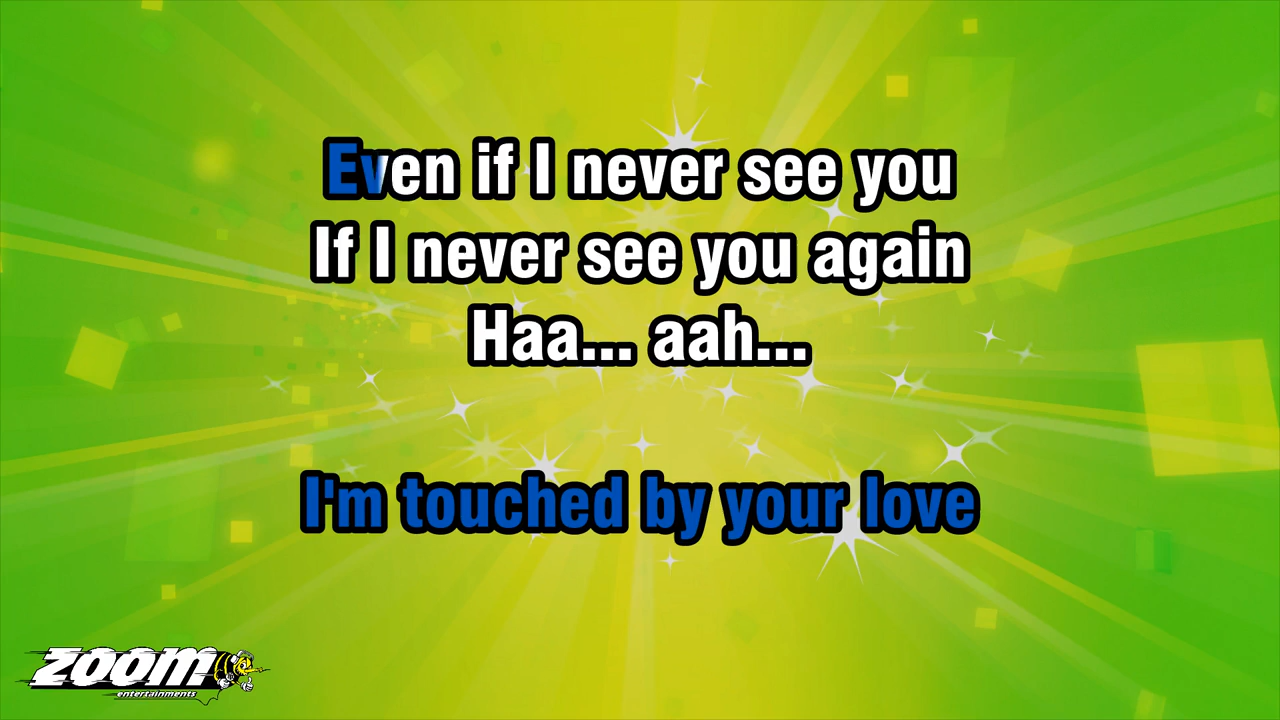 Even if I never see you
If I never see you again
Haa... aah...
I'm touched by your love
zoom
entertainments